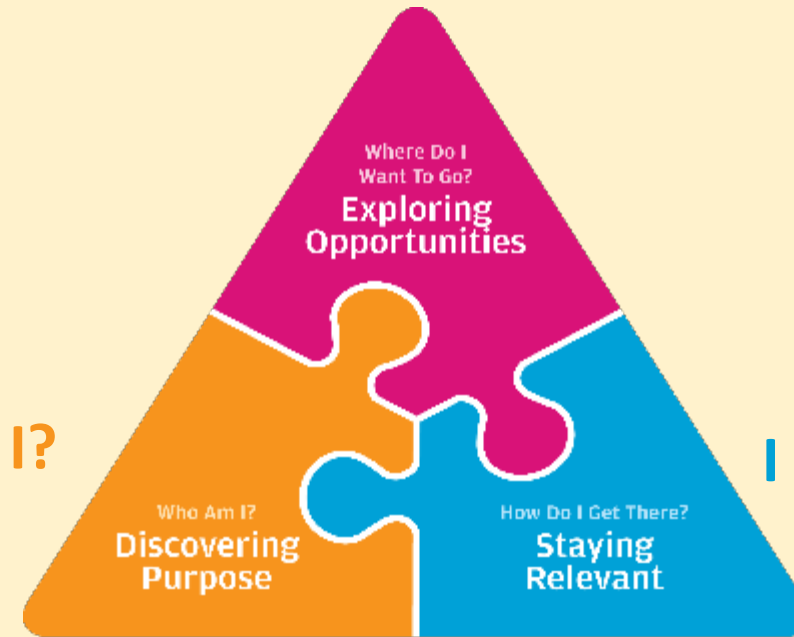 Where Do I
Want To Go?
Exploring
Opportunities
I?
I
Who Am I?
Discovering
Purpose
How Do I Get There?
Staying
Relevant